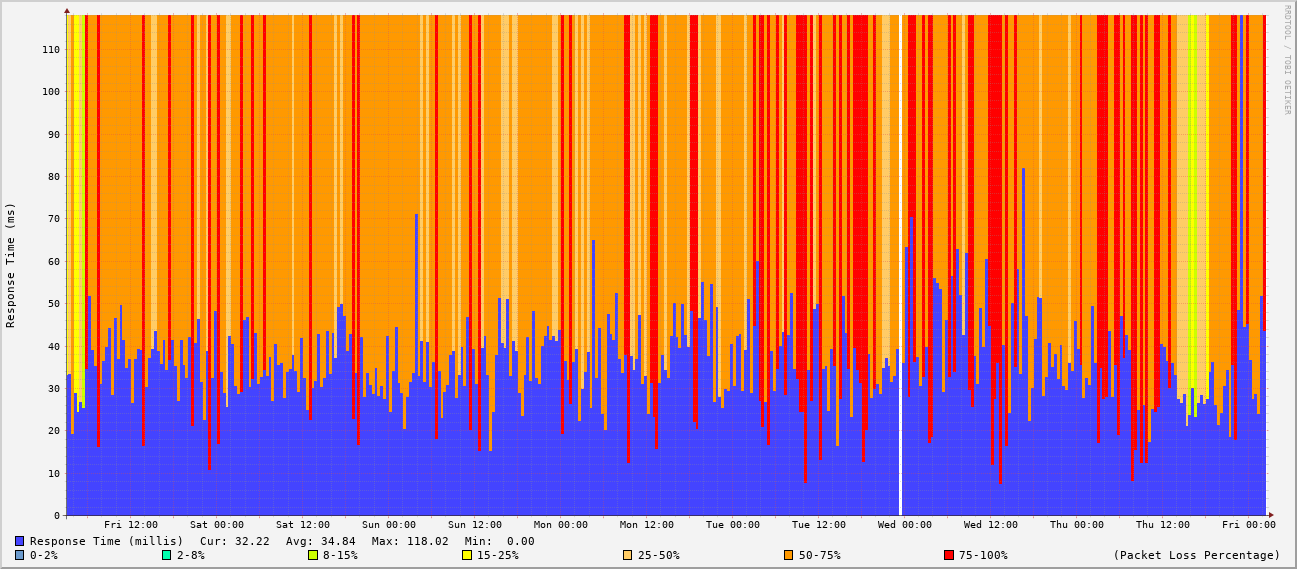 RRDTOOL / TOBI OETIKER
Response Time (ms)
110
100
90
80
70
60
50
40
30
20
10
0
Fri 12:00 Sat 00:00 Sat 12:00 Sun 00:00 Sun 12:00 Mon 00:00 Mon 12:00 Tue 00:00 Tue 12:00 Wed 00:00 Wed 12:00 Thu 00:00 Thu 12:00 Fri 00:00
Response Time (millis) Cur: 32.22 Avg: 34.84 Max: 118.02 Min: 0.00
0-2% 2-8% 8-15% 15-25% 25-50% 50-75% 75-100% (Packet Loss Percentage)